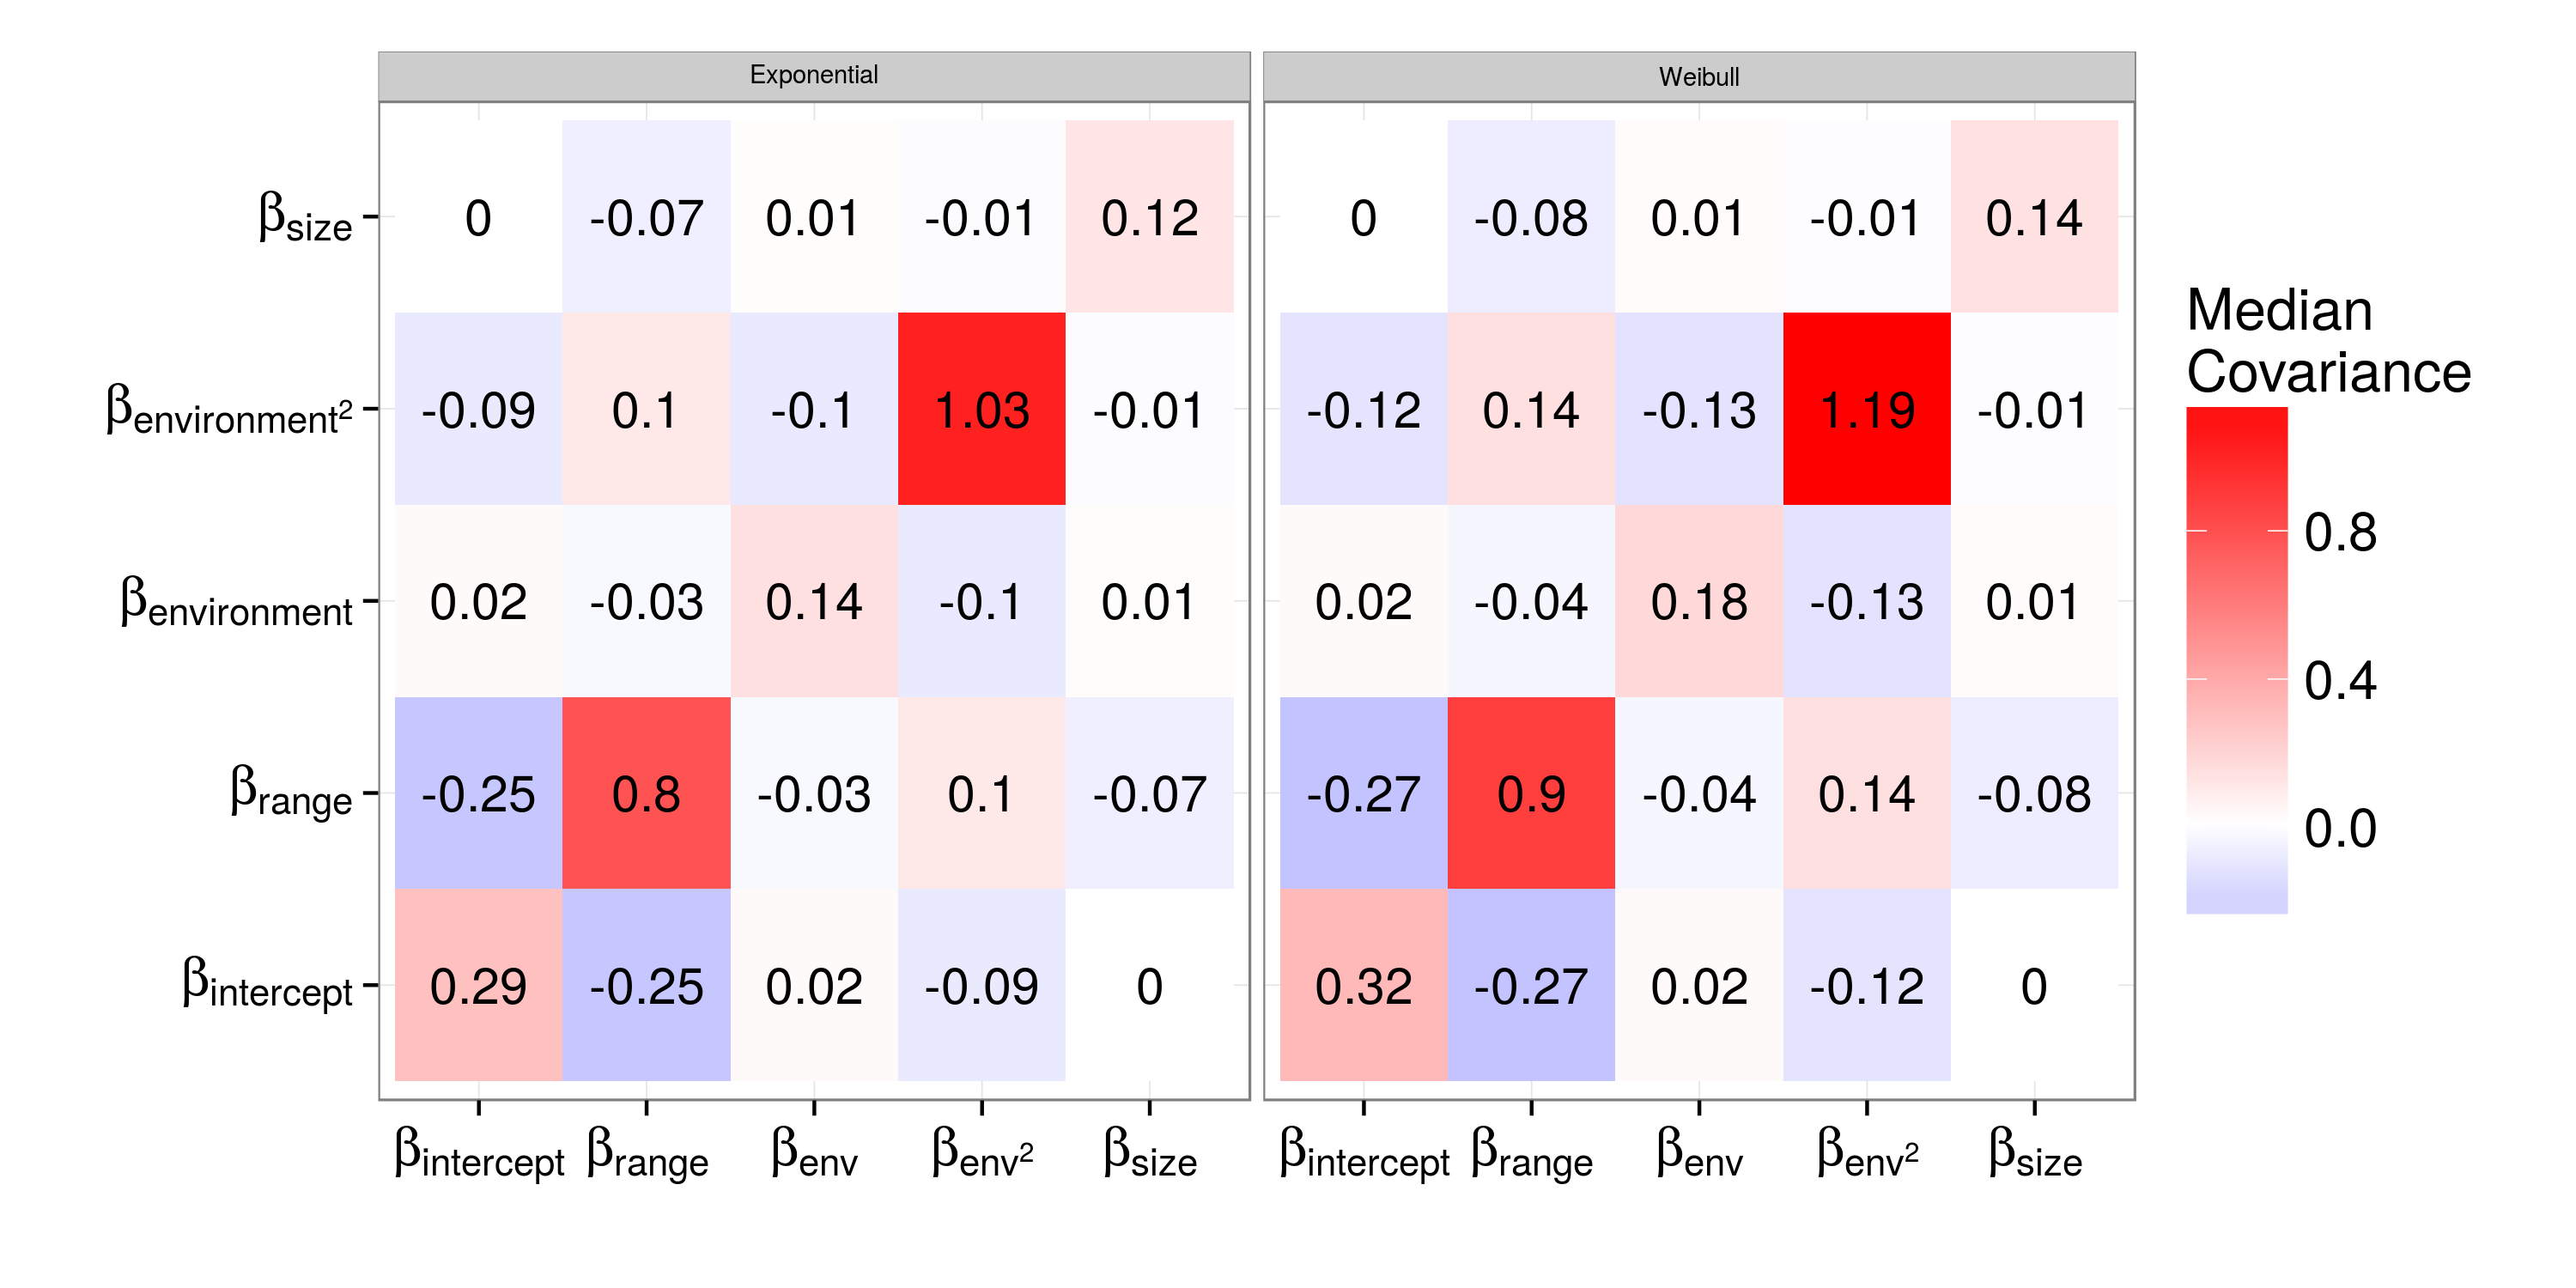 Exponential Weibull
βsize 0 -0.07 0.01 -0.01 0.12 0 -0.08 0.01 -0.01 0.14
βenvironment² -0.09 0.1 -0.1 1.03 -0.01 -0.12 0.14 -0.13 1.19 -0.01
βenvironment 0.02 -0.03 0.14 -0.1 0.01 0.02 -0.04 0.18 -0.13 0.01
βrange -0.25 0.8 -0.03 0.1 -0.07 -0.27 0.9 -0.04 0.14 -0.08
βintercept 0.29 -0.25 0.02 -0.09 0 0.32 -0.27 0.02 -0.12 0
βintercept βrange βenv βenv² βsize βintercept βrange βenv βenv² βsize
Median
Covariance
0.8
0.4
0.0